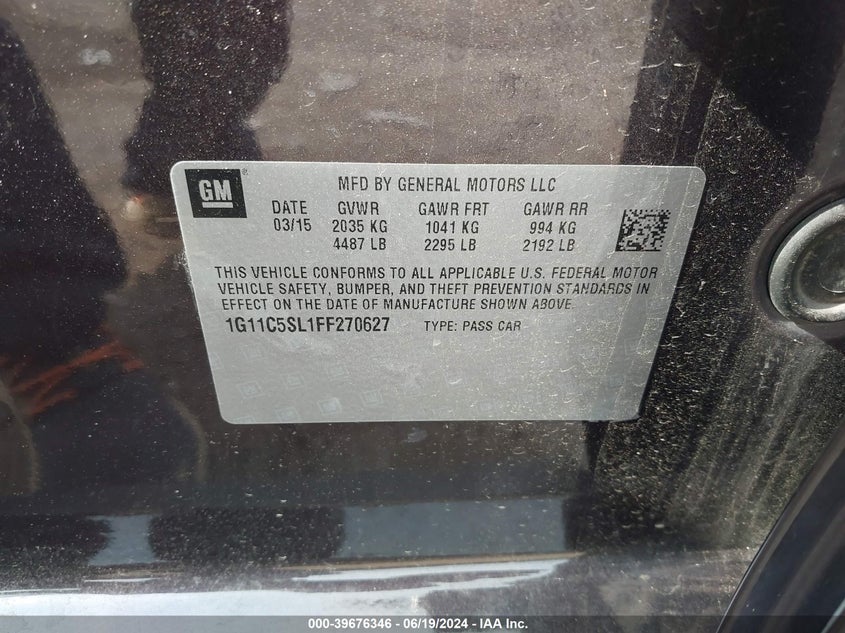 GM ®
MFD BY GENERAL MOTORS LLC
DATE GVWR GAWR FRT GAWR RR
03/15 2035 KG 1041 KG 994 KG
4487 LB 2295 LB 2192 LB
THIS VEHICLE CONFORMS TO ALL APPLICABLE U.S. FEDERAL MOTOR
VEHICLE SAFETY, BUMPER, AND THEFT PREVENTION STANDARDS IN
EFFECT ON THE DATE OF MANUFACTURE SHOWN ABOVE.
1G11C5SL1FF270627 TYPE: PASS CAR
000-39676346 - 06/19/2024 - IAA Inc.